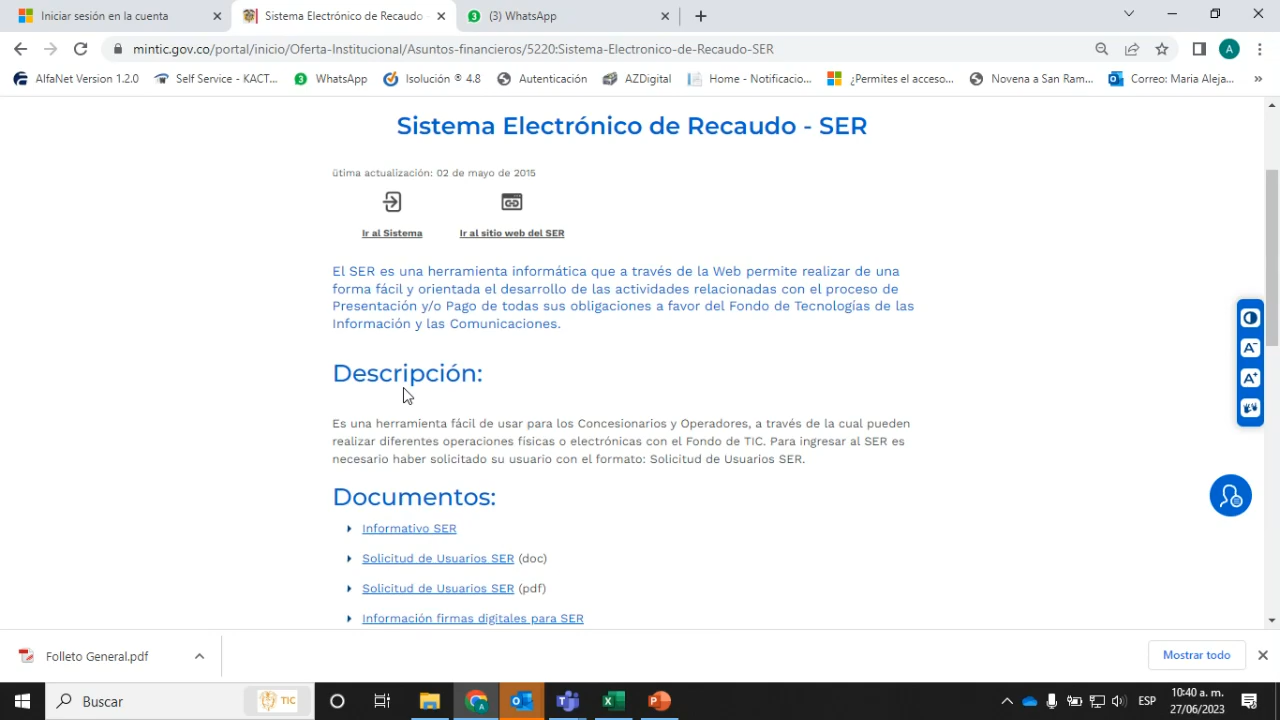 Iniciar sesión en la cuenta
Sistema Electrónico de Recaudo -
(3) WhatsApp
mintic.gov.co/portal/inicio/Oferta-Institucional/Asuntos-financieros/5220:Sistema-Electronico-de-Recaudo-SER
A
AlfaNet Version 1.2.0
Self Service - KACT...
WhatsApp
Isolución ® 4.8
Autenticación
AZDigital
Home - Notificacio...
¿Permites el acceso...
Novena a San Ram...
Correo: Maria Aleja...
»
Sistema Electrónico de Recaudo - SER
útima actualización: 02 de mayo de 2015
Ir al Sistema
Ir al sitio web del SER
El SER es una herramienta informática que a través de la Web permite realizar de una
forma fácil y orientada el desarrollo de las actividades relacionadas con el proceso de
Presentación y/o Pago de todas sus obligaciones a favor del Fondo de Tecnologías de las
Información y las Comunicaciones.
Descripción:
Es una herramienta fácil de usar para los Concesionarios y Operadores, a través de la cual pueden
realizar diferentes operaciones físicas o electrónicas con el Fondo de TIC. Para ingresar al SER es
necesario haber solicitado su usuario con el formato: Solicitud de Usuarios SER.
Documentos:
Informativo SER
Solicitud de Usuarios SER (doc)
Solicitud de Usuarios SER (pdf)
Información firmas digitales para SER
A-
A+
Folleto General.pdf
Mostrar todo
Buscar
TIC
ESP
10:40 a. m.
27/06/2023